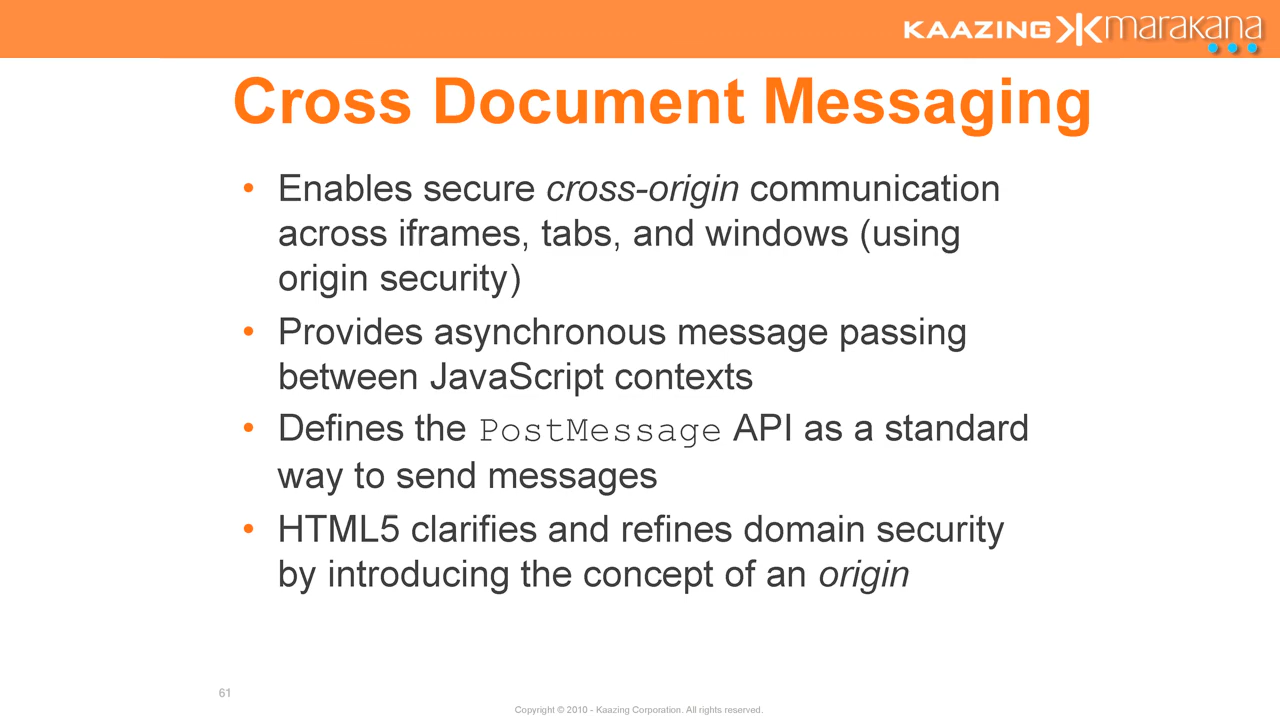 KAAZING marakana
Cross Document Messaging
• Enables secure cross-origin communication
across iframes, tabs, and windows (using
origin security)
• Provides asynchronous message passing
between JavaScript contexts
• Defines the PostMessage API as a standard
way to send messages
• HTML5 clarifies and refines domain security
by introducing the concept of an origin
61
Copyright © 2010 - Kaazing Corporation. All rights reserved.